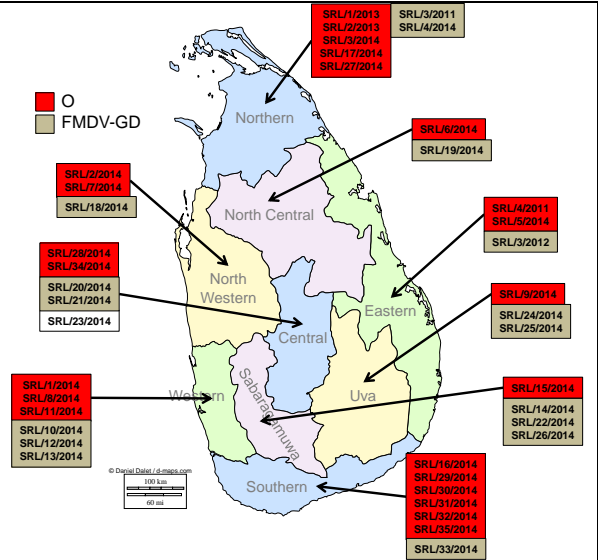 SRL/1/2013
SRL/2/2013
SRL/3/2014
SRL/17/2014
SRL/27/2014
SRL/3/2011
SRL/4/2014
O
FMDV-GD
Northern
SRL/6/2014
SRL/19/2014
SRL/2/2014
SRL/7/2014
SRL/18/2014
North Central
SRL/4/2011
SRL/5/2014
SRL/3/2012
SRL/28/2014
SRL/34/2014
SRL/20/2014
SRL/21/2014
SRL/23/2014
North
Western
Eastern
SRL/9/2014
SRL/24/2014
SRL/25/2014
Central
SRL/1/2014
SRL/8/2014
SRL/11/2014
SRL/10/2014
SRL/12/2014
SRL/13/2014
Western
Sabaragamuwa
Uva
SRL/15/2014
SRL/14/2014
SRL/22/2014
SRL/26/2014
© Daniel Dalet / d-maps.com
100 km
60 mi
Southern
SRL/16/2014
SRL/29/2014
SRL/30/2014
SRL/31/2014
SRL/32/2014
SRL/35/2014
SRL/33/2014